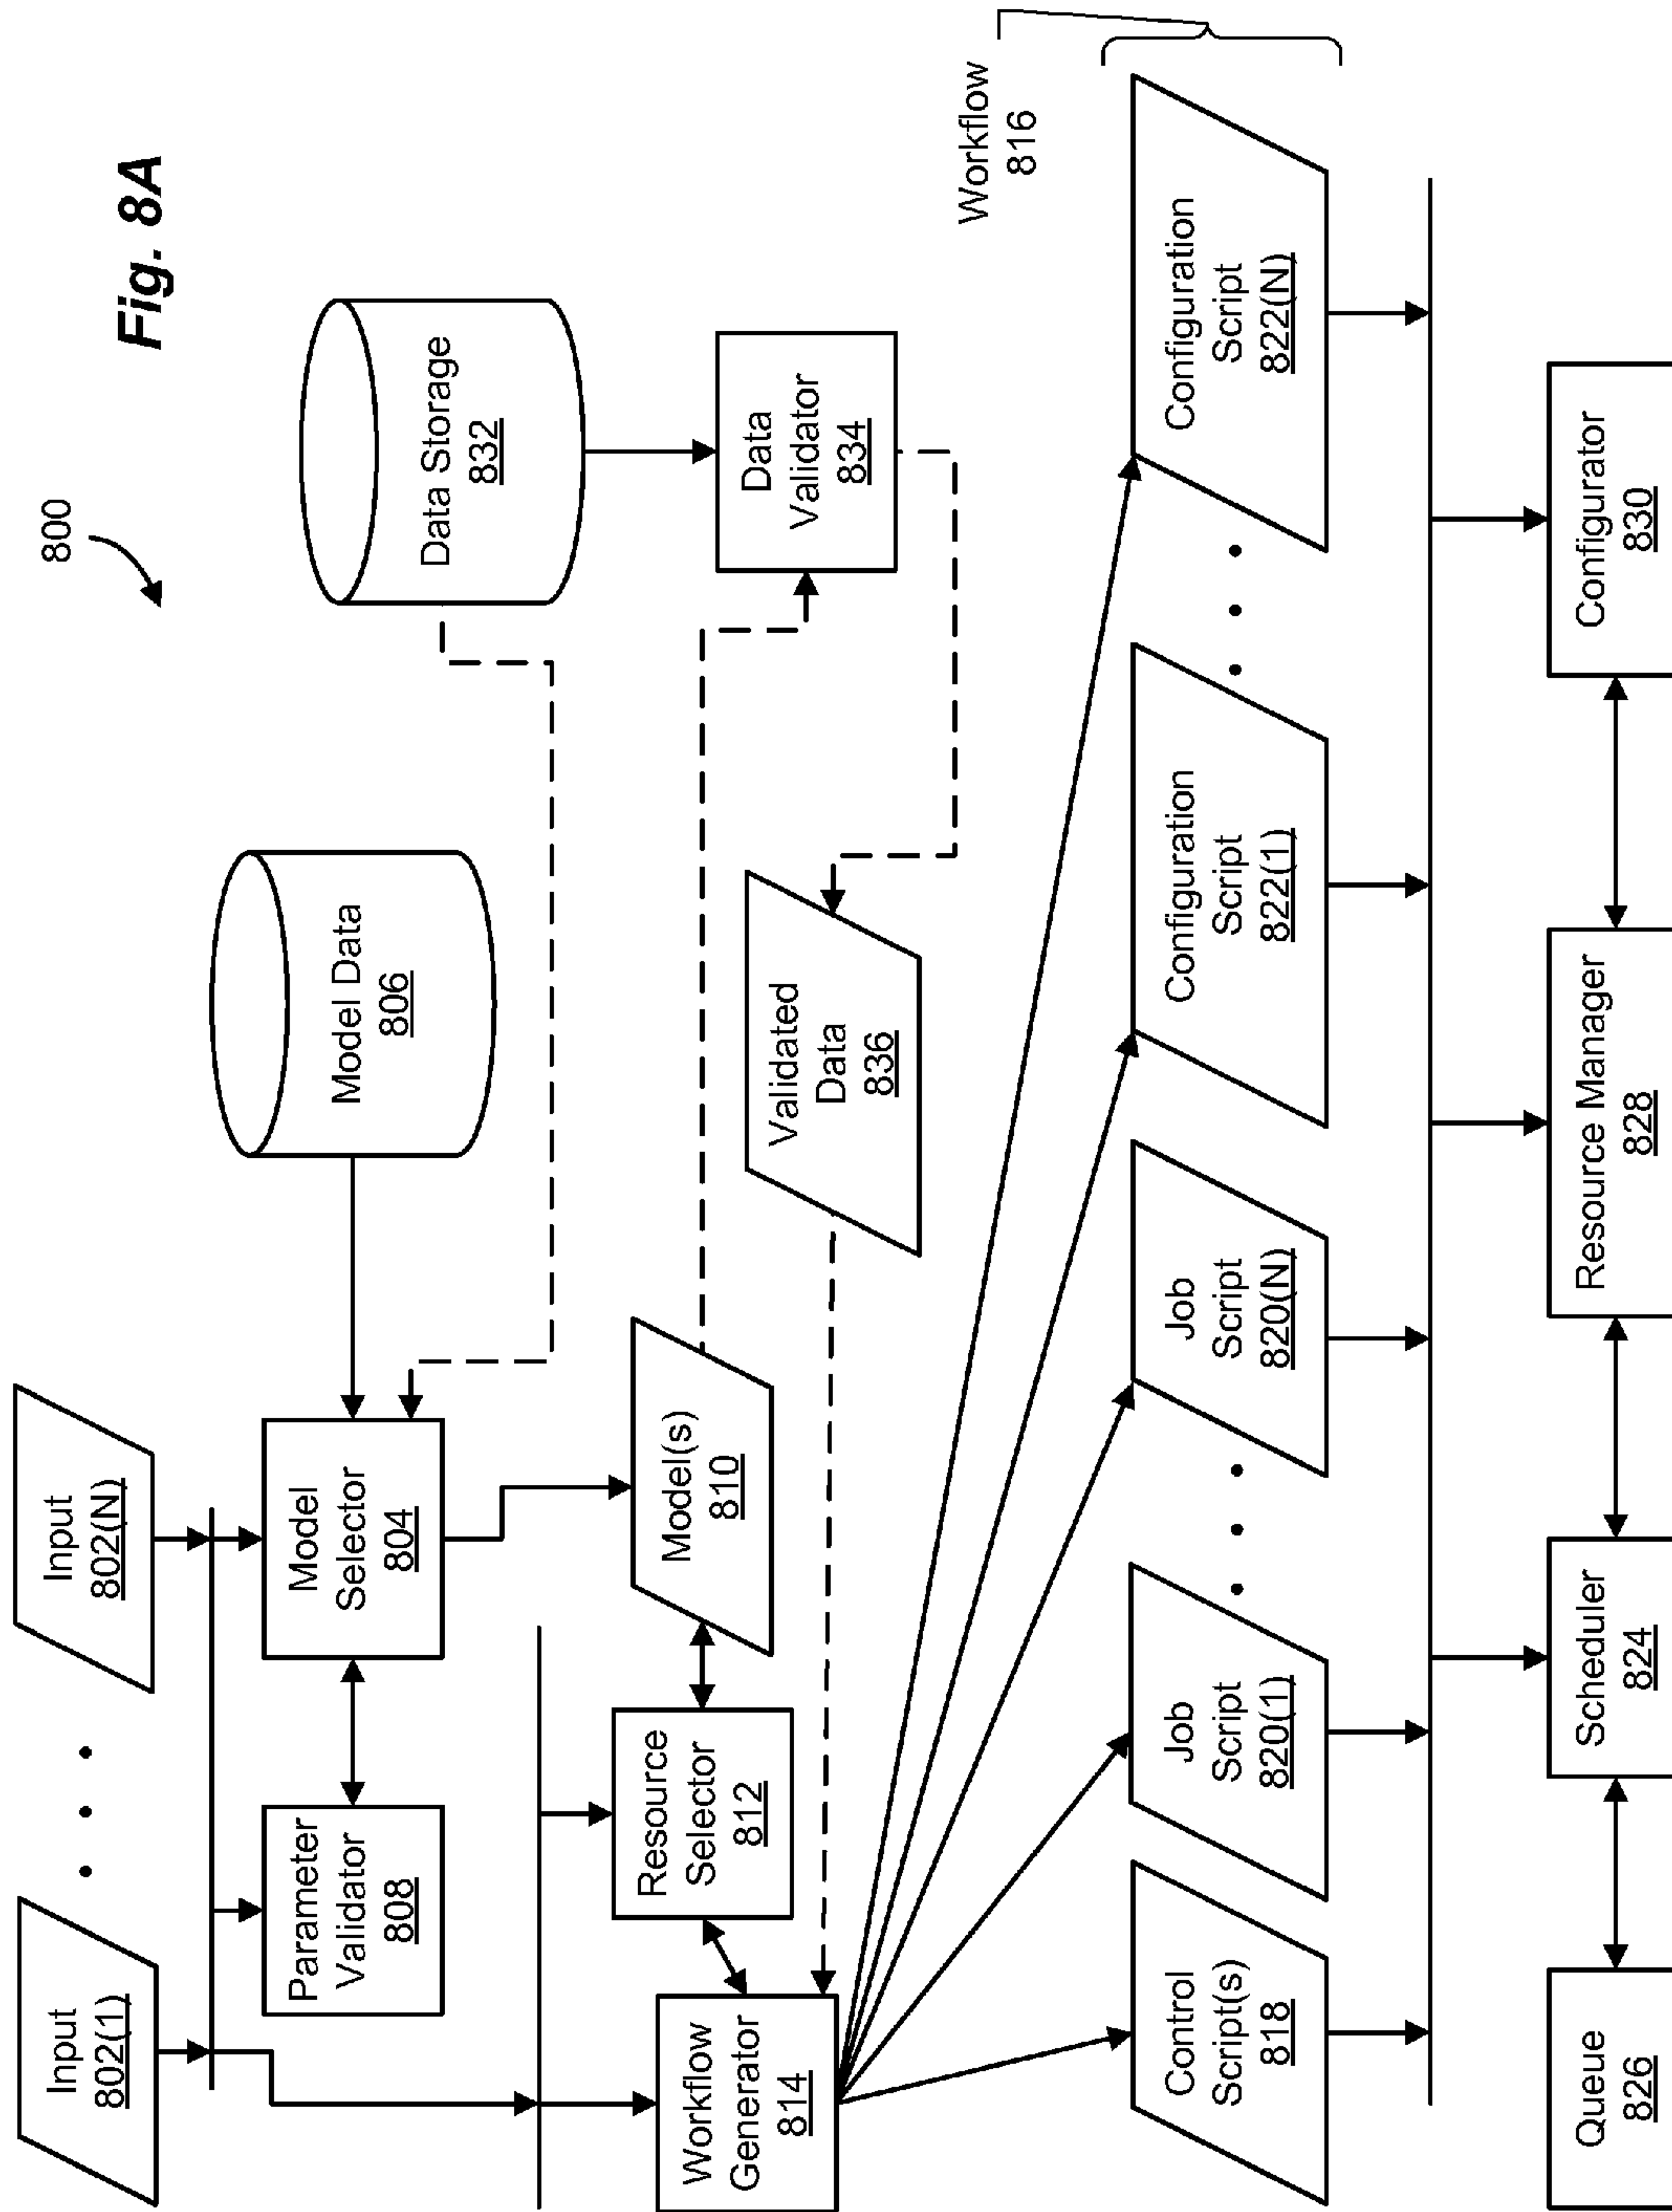 Fig. 8A
800
Input
802(1)
Input
802(N)
Parameter
Validator
808
Model
Selector
804
Model Data
806
Data Storage
832
Workflow
Generator
814
Resource
Selector
812
Model(s)
810
Validated
Data
836
Data
Validator
834
Workflow
816
Control
Script(s)
818
Job
Script
820(1)
Job
Script
820(N)
Configuration
Script
822(1)
Configuration
Script
822(N)
Queue
826
Scheduler
824
Resource Manager
828
Configurator
830